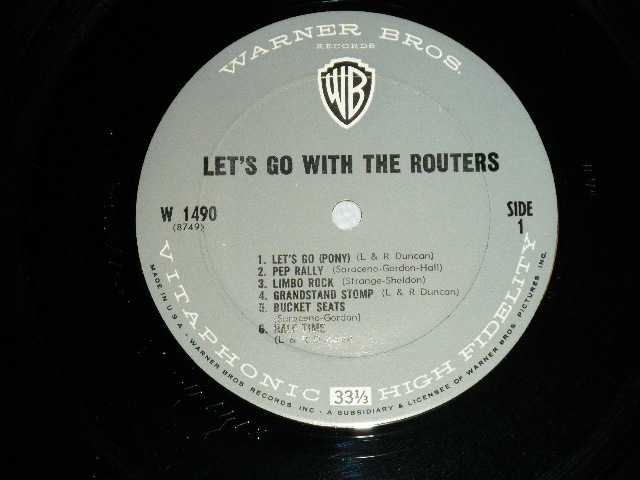 WARNER BROS.
RECORDS
WB
LET'S GO WITH THE ROUTERS
W 1490
(8749)
SIDE
1
1. LET'S GO (PONY) (L & R Duncan)
2. PEP RALLY (Saraceno-Gordon-Hall)
3. LIMBO ROCK (Strange-Sheldon)
4. GRANDSTAND STOMP (L & R Duncan)
5. BUCKET SEATS
(Saraceno-Gordon)
6. HALF TIME
(L & R Duncan)
VITAPHONIC HIGH FIDELITY
33⅓
MADE IN U.S.A. • WARNER BROS. RECORDS INC. • A SUBSIDIARY & LICENSEE OF WARNER BROS. PICTURES, INC.